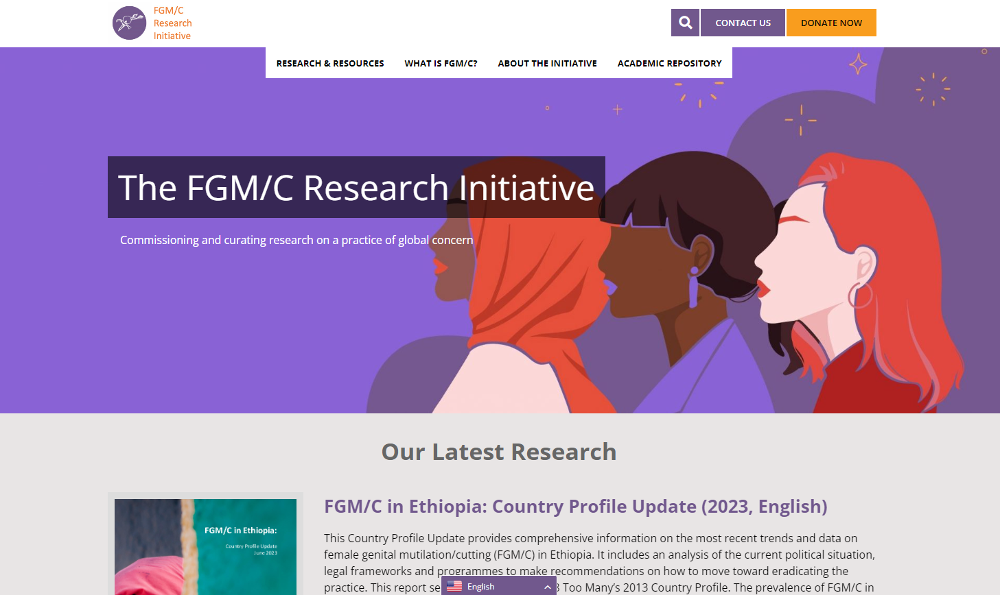 FGM/C
Research
Initiative
CONTACT US
DONATE NOW
RESEARCH & RESOURCES
WHAT IS FGM/C?
ABOUT THE INITIATIVE
ACADEMIC REPOSITORY
The FGM/C Research Initiative
Commissioning and curating research on a practice of global concern
Our Latest Research
FGM/C in Ethiopia:
Country Profile Update
June 2023
FGM/C in Ethiopia: Country Profile Update (2023, English)
This Country Profile Update provides comprehensive information on the most recent trends and data on
female genital mutilation/cutting (FGM/C) in Ethiopia. It includes an analysis of the current political situation,
legal frameworks and programmes to make recommendations on how to move toward eradicating the
practice. This report Too Many's 2013 Country Profile. The prevalence of FGM/C in
English